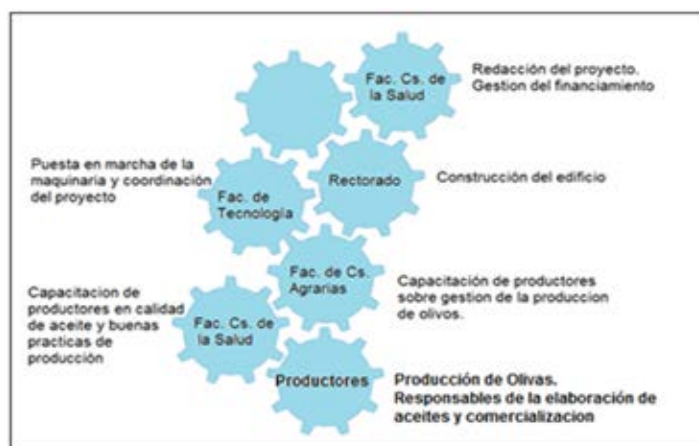 Fac. Cs. de
la Salud
Redacción del proyecto.
Gestion del financiamiento
Puesta en marcha de la
maquinaria y coordinación
del proyecto
Fac. de
Tecnología
Rectorado
Construcción del edificio
Fac. de Cs.
Agrarias
Capacitación de productores
sobre gestion de la produccion
de olivos.
Capacitacion de
productores en calidad
de aceite y buenas
practicas de
producción
Fac. Cs. de
la Salud
Productores
Producción de Olivas.
Responsables de la elaboración de
aceites y comercializacion